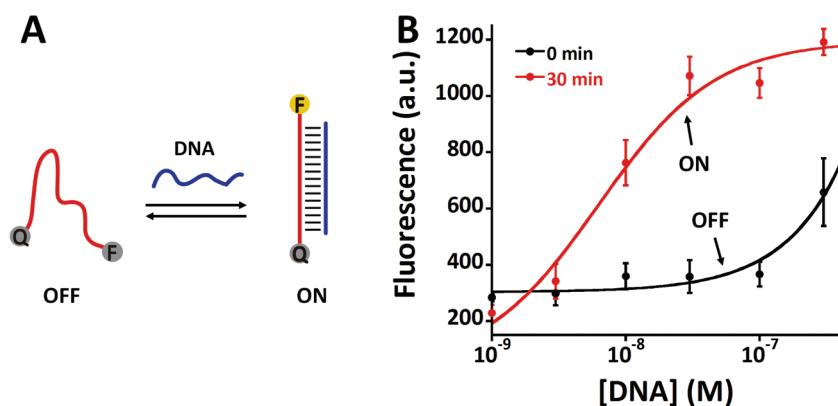 A
Q
F
OFF
DNA
F
Q
ON
B
Fluorescence (a.u.)
1200
1000
800
600
400
200
0 min
30 min
ON
OFF
10⁻⁹
10⁻⁸
10⁻⁷
[DNA] (M)